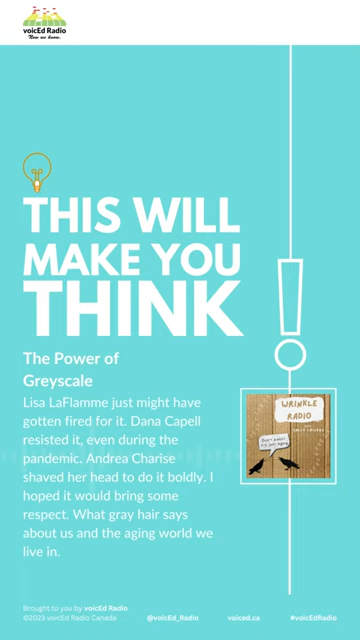 voicEd Radio
Now we know.
THIS WILL
MAKE YOU
THINK
The Power of
Greyscale
Lisa LaFlamme just might have
gotten fired for it. Dana Capell
resisted it, even during the
pandemic. Andrea Charise
shaved her head to do it boldly. I
hoped it would bring some
respect. What gray hair says
about us and the aging world we
live in.
WRINKLE
RADIO
Brought to you by voicEd Radio
©2023 voicEd Radio Canada
@voicEd_Radio
voiced.ca
#voicEdRadio